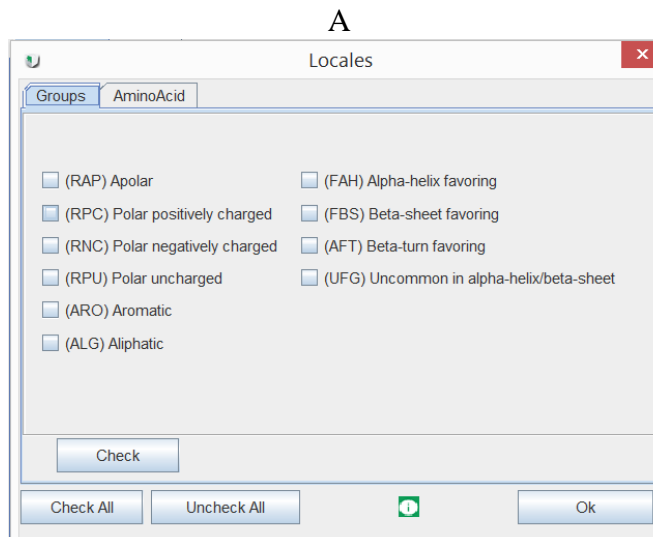 A
Locales
Groups AminoAcid
(RAP) Apolar (FAH) Alpha-helix favoring
(RPC) Polar positively charged (FBS) Beta-sheet favoring
(RNC) Polar negatively charged (AFT) Beta-turn favoring
(RPU) Polar uncharged (UFG) Uncommon in alpha-helix/beta-sheet
(ARO) Aromatic
(ALG) Aliphatic
Check
Check All Uncheck All Ok